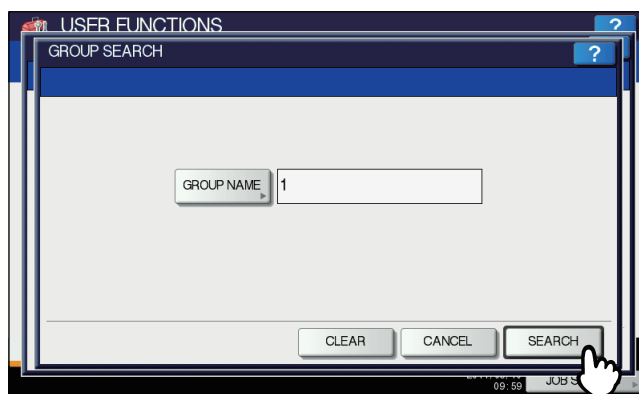 USER FUNCTIONS
?
GROUP SEARCH
?
GROUP NAME
1
CLEAR
CANCEL
SEARCH
09:59
JOB S